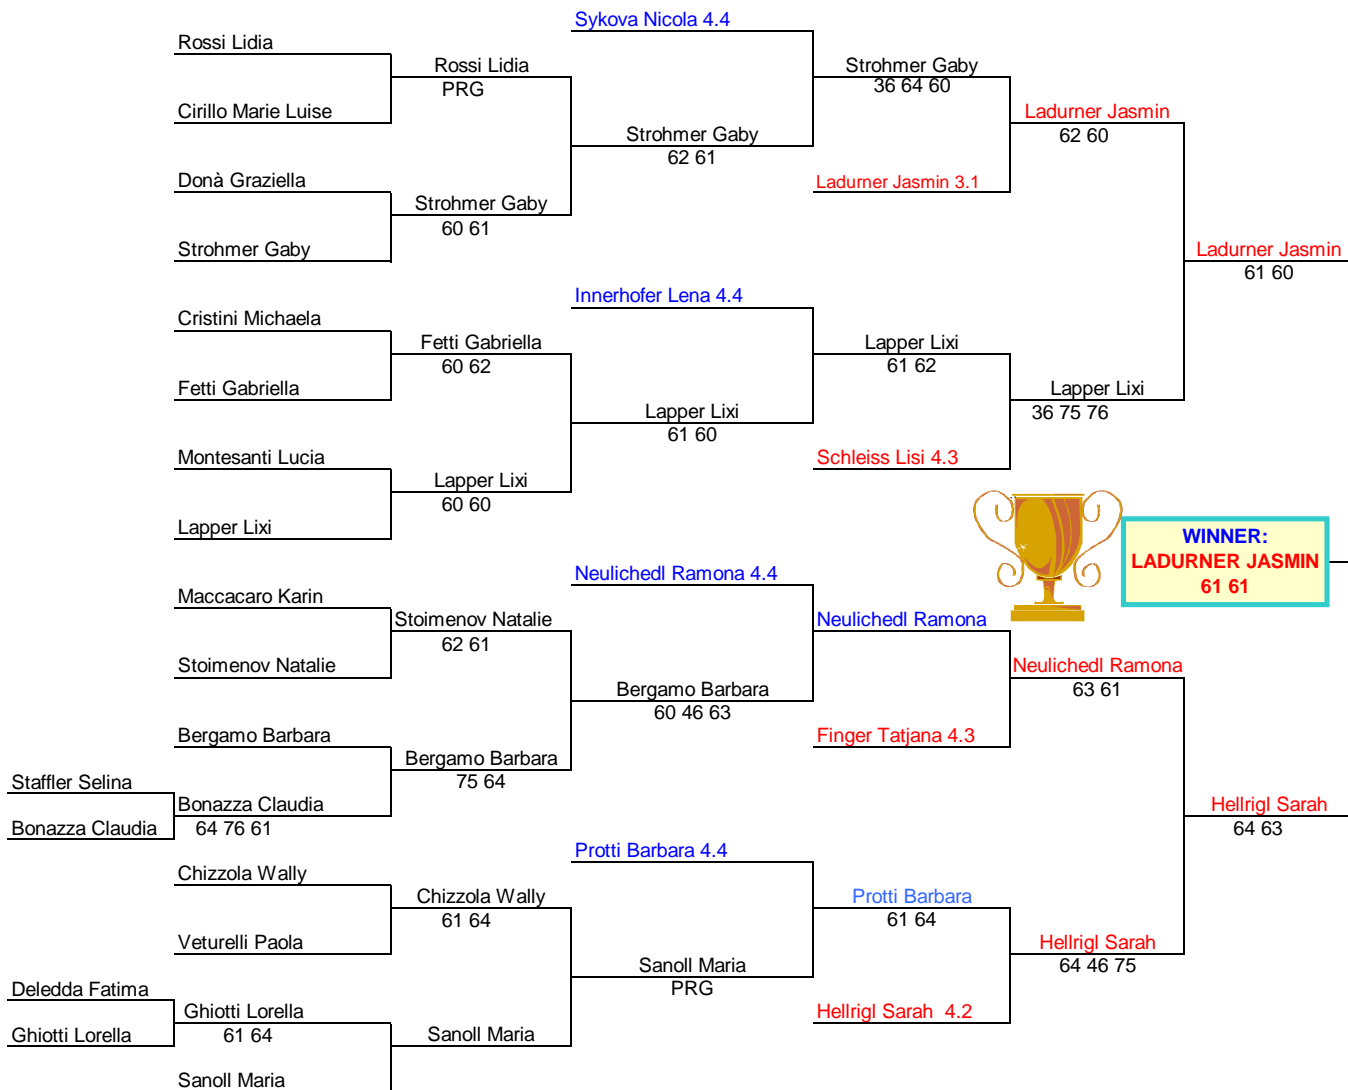 Sykova Nicola 4.4
Rossi Lidia
Rossi Lidia
Strohmer Gaby
PRG
36 64 60
Cirillo Marie Luise
Ladurner Jasmin
Strohmer Gaby
62 60
62 61
Donà Graziella
Ladurner Jasmin 3.1
Strohmer Gaby
60 61
Strohmer Gaby
Ladurner Jasmin
61 60
Innerhofer Lena 4.4
Cristini Michaela
Fetti Gabriella
Lapper Lixi
60 62
61 62
Fetti Gabriella
Lapper Lixi
Lapper Lixi
36 75 76
61 60
Montesanti Lucia
Schleiss Lisi 4.3
Lapper Lixi
60 60
Lapper Lixi
WINNER:
LADURNER JASMIN
61 61
Neulichedl Ramona 4.4
Maccacaro Karin
Stoimenov Natalie
Neulichedl Ramona
62 61
Stoimenov Natalie
Neulichedl Ramona
Bergamo Barbara
63 61
60 46 63
Bergamo Barbara
Finger Tatjana 4.3
Bergamo Barbara
Staffler Selina
75 64
Bonazza Claudia
Hellrigl Sarah
Bonazza Claudia
64 76 61
64 63
Protti Barbara 4.4
Chizzola Wally
Chizzola Wally
Protti Barbara
61 64
61 64
Veturelli Paola
Hellrigl Sarah
Sanoll Maria
64 46 75
Deledda Fatima
PRG
Ghiotti Lorella
Hellrigl Sarah 4.2
Ghiotti Lorella
61 64
Sanoll Maria
Sanoll Maria